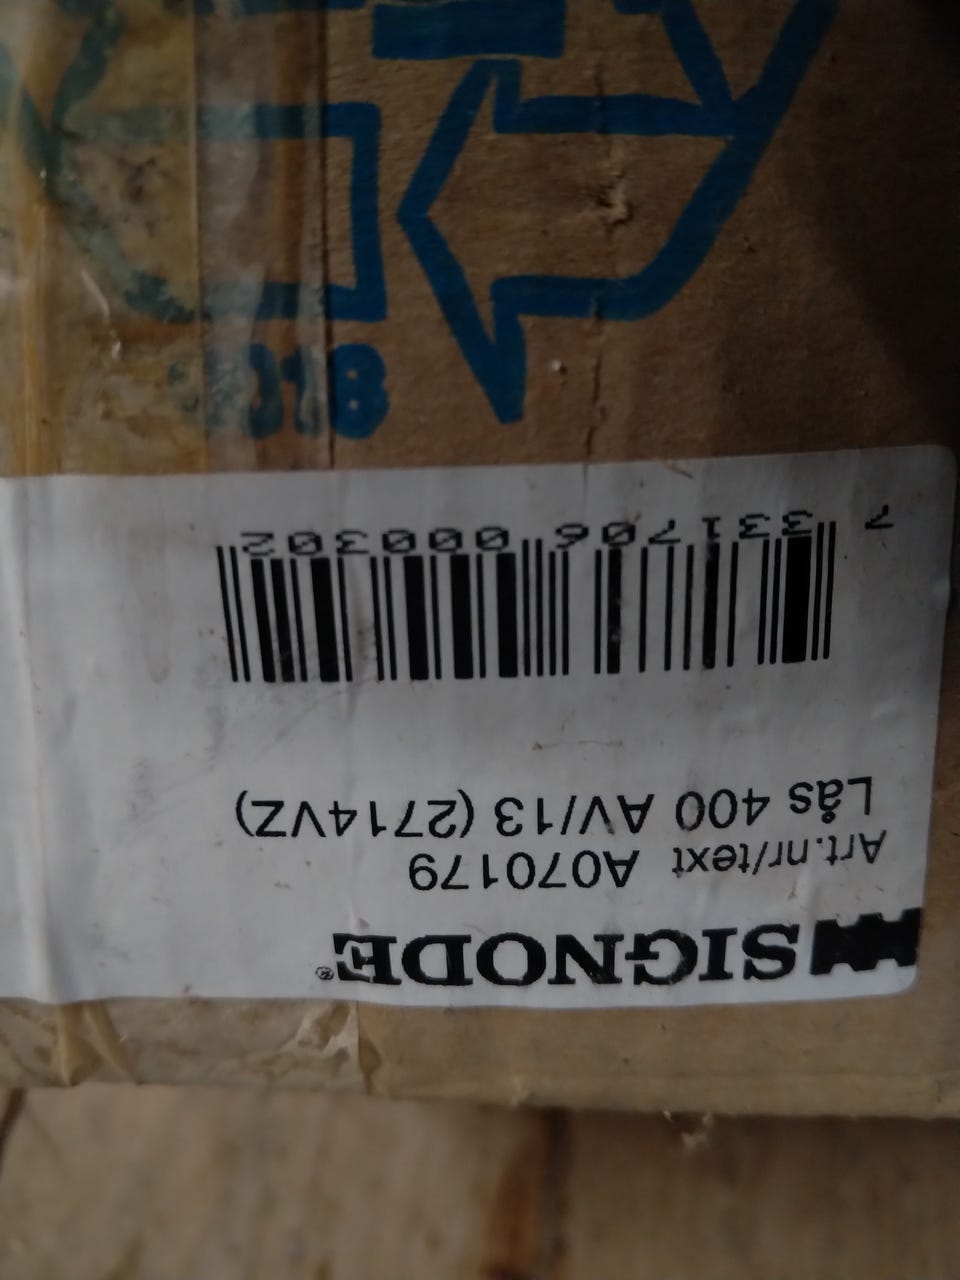 SIGNODE®
Art.nr/text A070179
Lås 400 AV/13 (2714VZ)
7 331706 000302